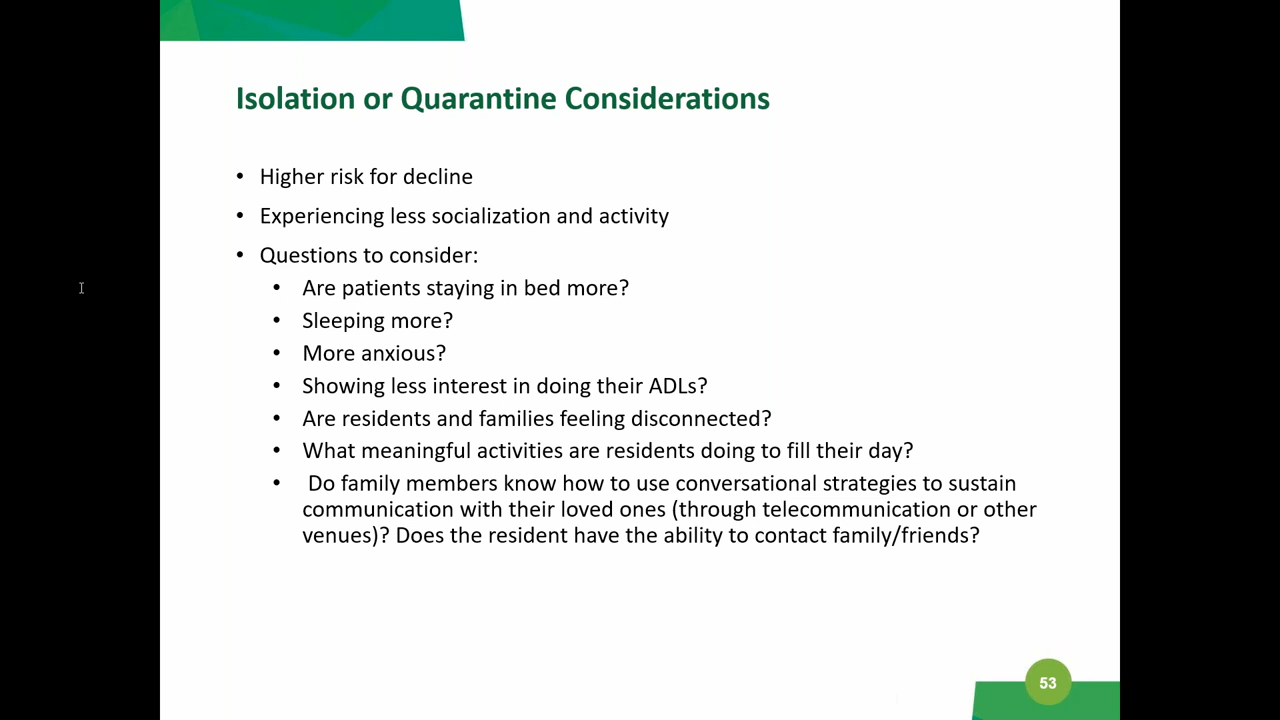 Isolation or Quarantine Considerations
• Higher risk for decline
• Experiencing less socialization and activity
• Questions to consider:
• Are patients staying in bed more?
• Sleeping more?
• More anxious?
• Showing less interest in doing their ADLs?
• Are residents and families feeling disconnected?
• What meaningful activities are residents doing to fill their day?
• Do family members know how to use conversational strategies to sustain
communication with their loved ones (through telecommunication or other
venues)? Does the resident have the ability to contact family/friends?
53